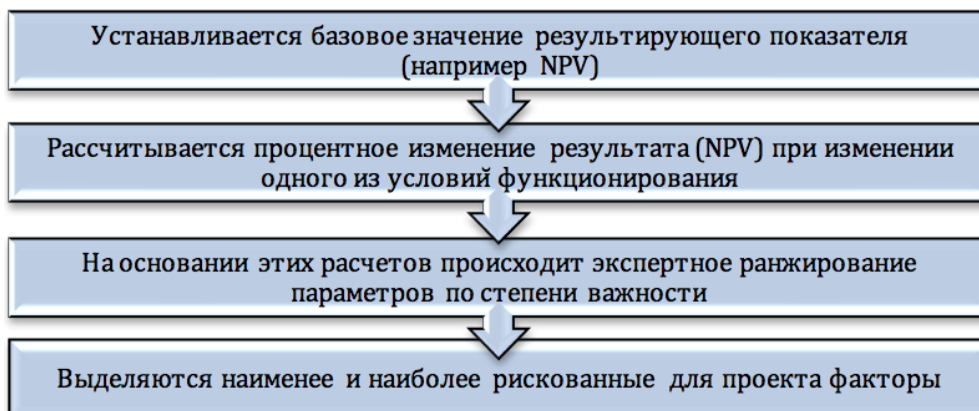 Устанавливается базовое значение результирующего показателя
(например NPV)
Рассчитывается процентное изменение результата (NPV) при изменении
одного из условий функционирования
На основании этих расчетов происходит экспертное ранжирование
параметров по степени важности
Выделяются наименее и наиболее рискованные для проекта факторы